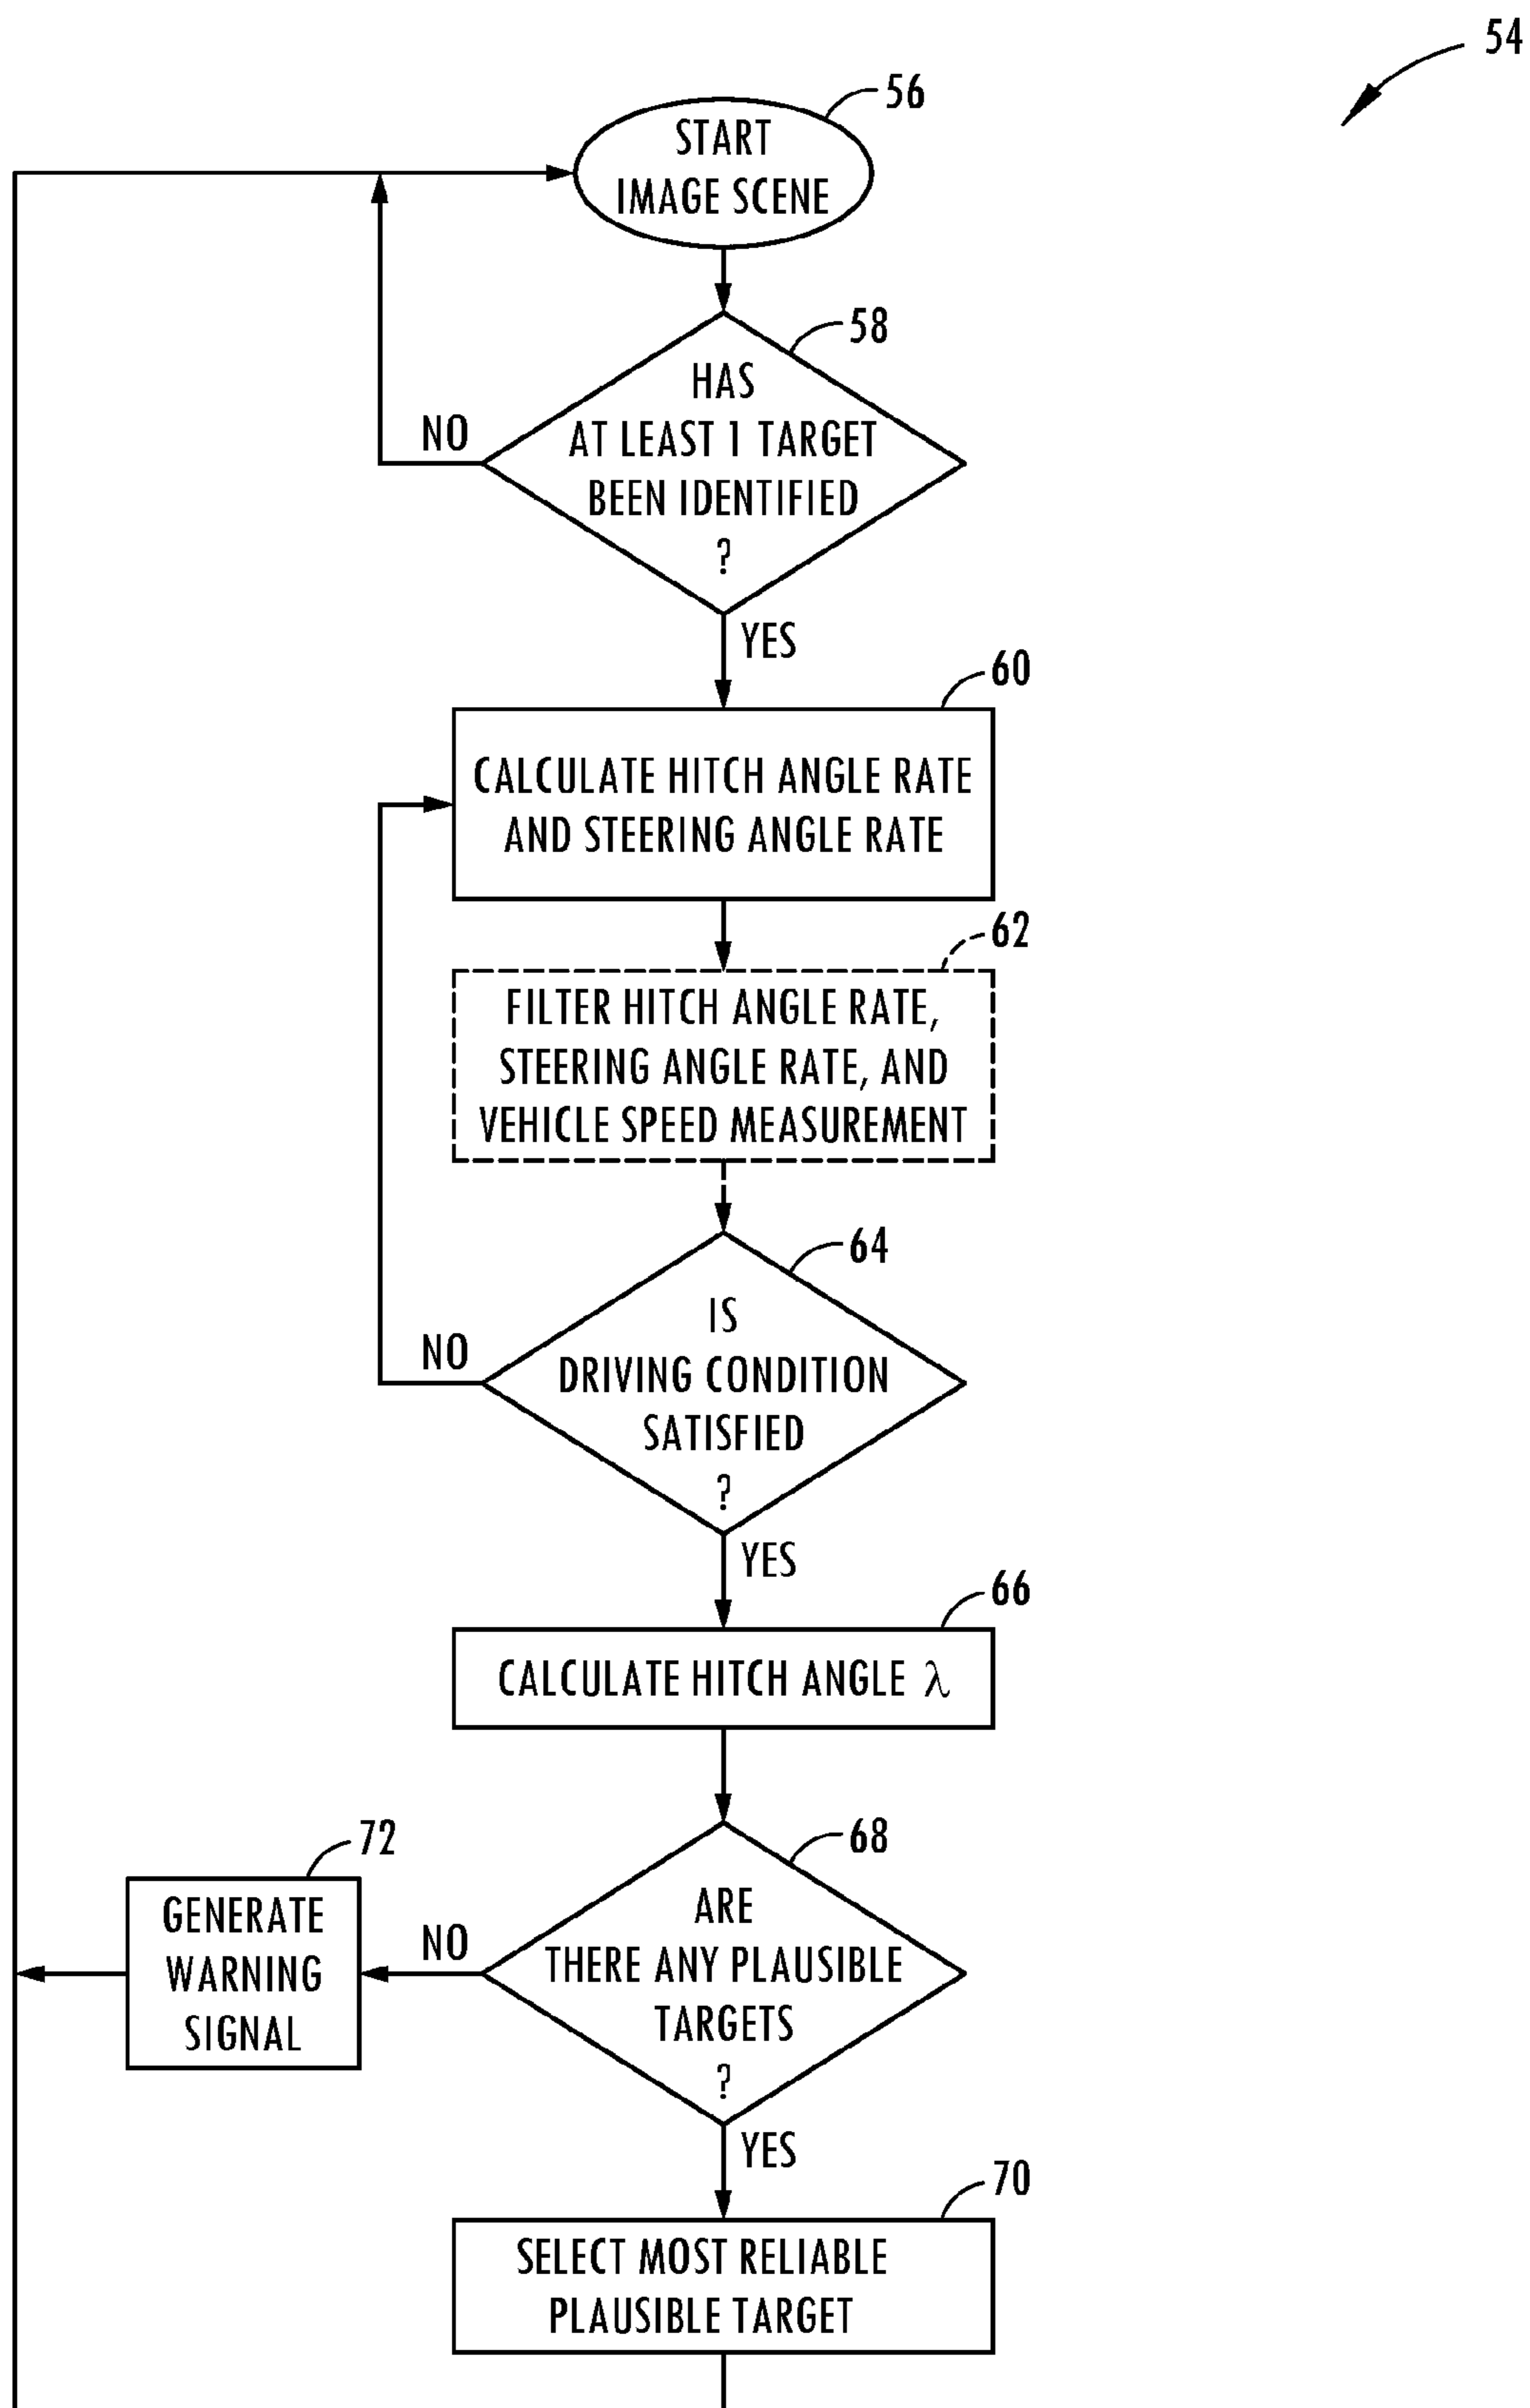 54
56
START
IMAGE SCENE
58
HAS
AT LEAST 1 TARGET
BEEN IDENTIFIED
?
NO
YES
60
CALCULATE HITCH ANGLE RATE
AND STEERING ANGLE RATE
62
FILTER HITCH ANGLE RATE,
STEERING ANGLE RATE, AND
VEHICLE SPEED MEASUREMENT
64
IS
DRIVING CONDITION
SATISFIED
?
NO
YES
66
CALCULATE HITCH ANGLE λ
68
ARE
THERE ANY PLAUSIBLE
TARGETS
?
NO
72
GENERATE
WARNING
SIGNAL
YES
70
SELECT MOST RELIABLE
PLAUSIBLE TARGET